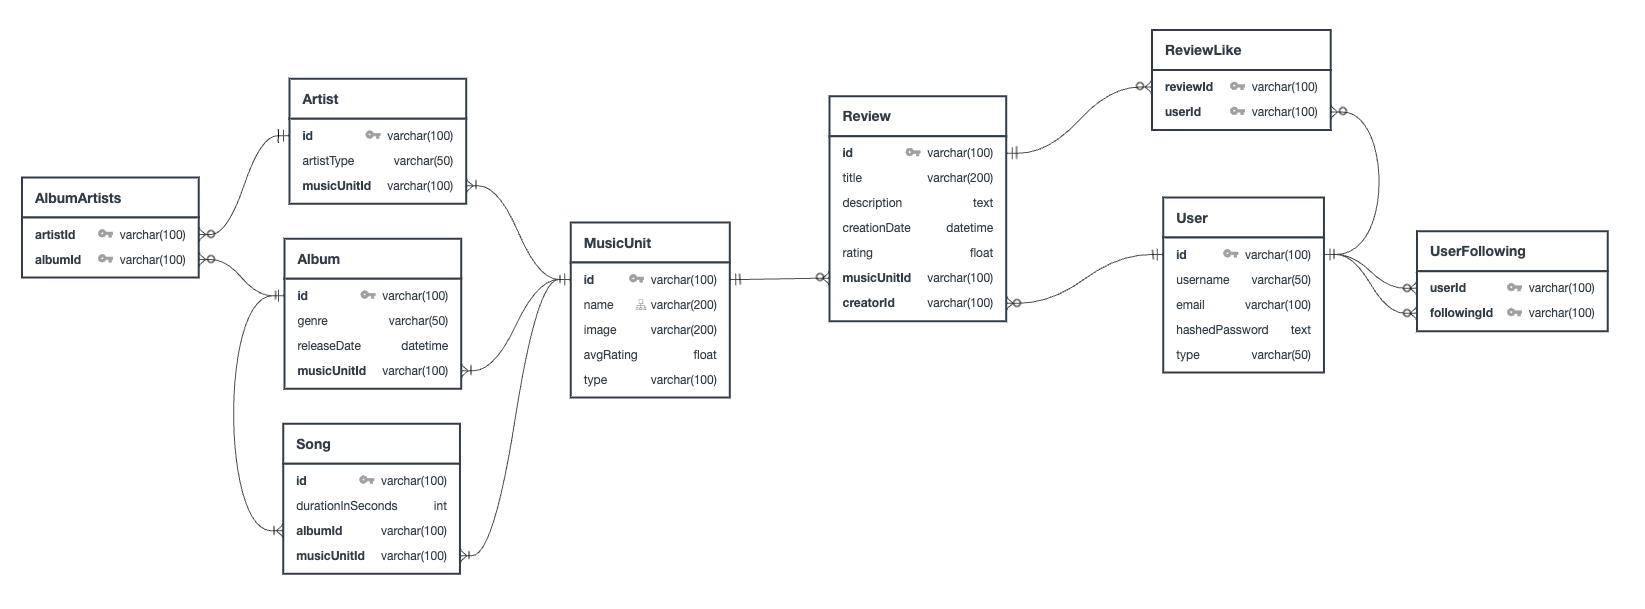 ReviewLike
reviewId varchar(100)
userId varchar(100)
Artist
id varchar(100)
artistType varchar(50)
musicUnitId varchar(100)
Review
id varchar(100)
title varchar(200)
description text
creationDate datetime
rating float
musicUnitId varchar(100)
creatorId varchar(100)
AlbumArtists
artistId varchar(100)
albumId varchar(100)
User
id varchar(100)
username varchar(50)
email varchar(100)
hashedPassword text
type varchar(50)
MusicUnit
id varchar(100)
name varchar(200)
image varchar(200)
avgRating float
type varchar(100)
UserFollowing
userId varchar(100)
followingId varchar(100)
Album
id varchar(100)
genre varchar(50)
releaseDate datetime
musicUnitId varchar(100)
Song
id varchar(100)
durationInSeconds int
albumId varchar(100)
musicUnitId varchar(100)